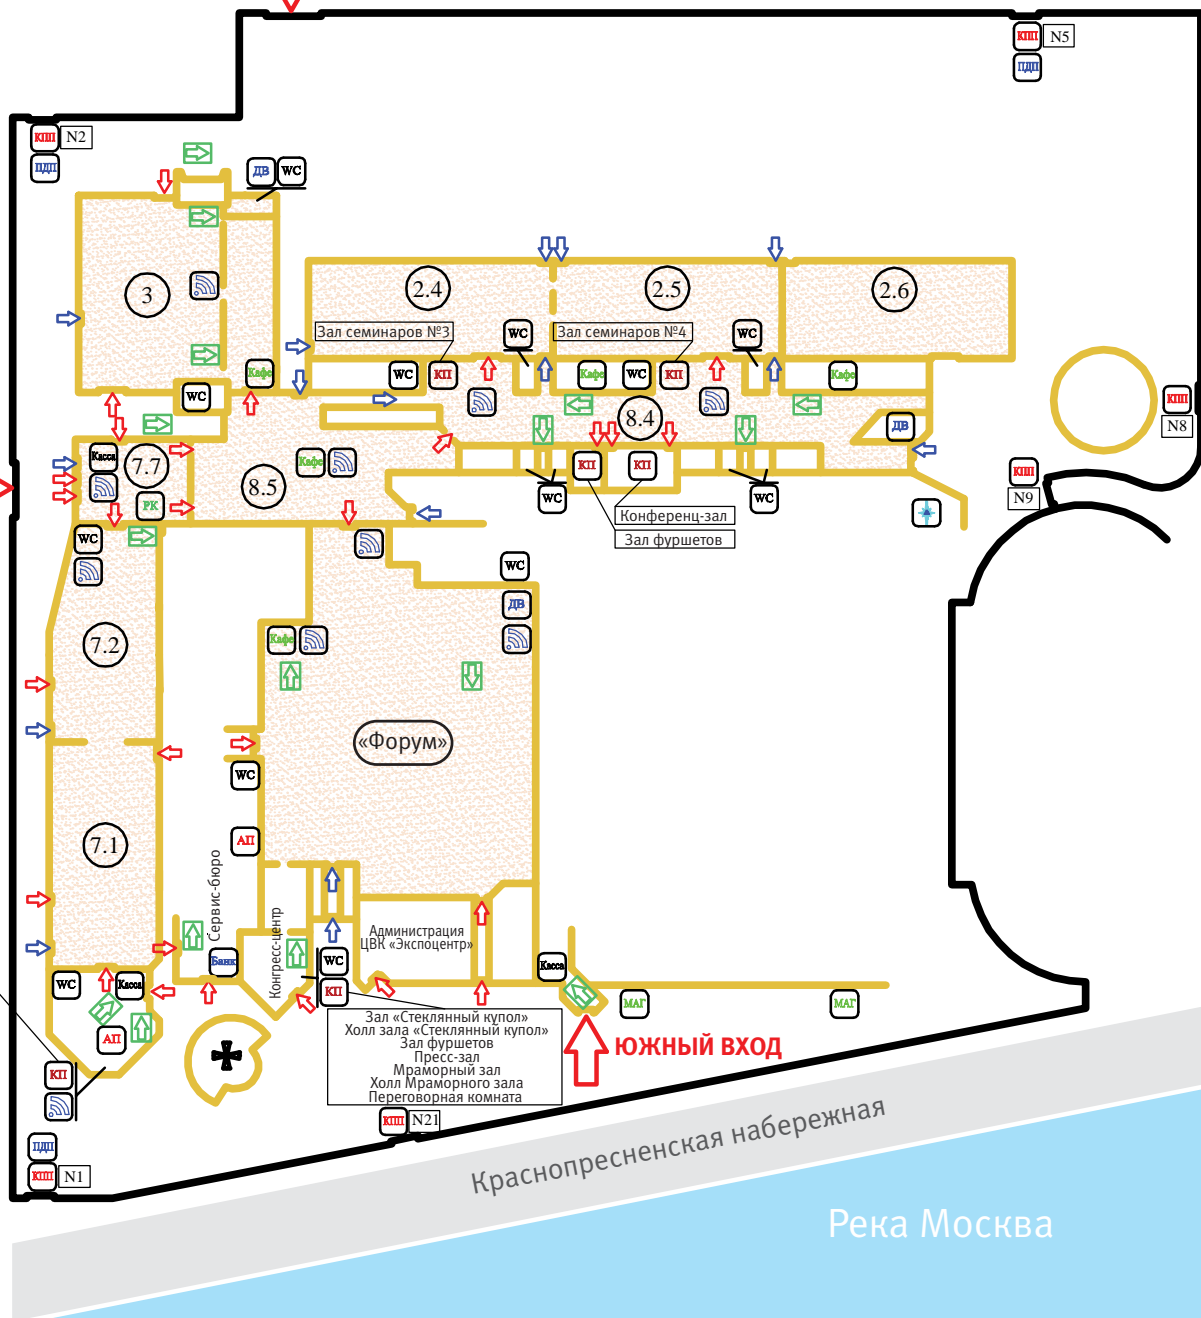 КПП N5
ПДП
КПП N2
ПДП
ДВ WC
3
2.4
2.5
2.6
Зал семинаров №3
WC
Зал семинаров №4
WC
Кафе
WC КП
Кафе WC КП
Кафе
WC
8.4
КПП
N8
ДВ
Касса
7.7
8.5
Кафе
КП
КП
КПП
N9
РК
WC
WC
Конференц-зал
Зал фуршетов
WC
WC
ДВ
7.2
Кафе
«Форум»
WC
АП
7.1
Сервис-бюро
Конгресс-центр
Администрация
ЦВК «Экспоцентр»
Банк
WC
КП
Касса
WC
Касса
МАГ
МАГ
АП
Зал «Стеклянный купол»
Холл зала «Стеклянный купол»
Зал фуршетов
Пресс-зал
Мраморный зал
Холл Мраморного зала
Переговорная комната
ЮЖНЫЙ ВХОД
КП
КПП N21
ПДП
КПП N1
Краснопресненская набережная
Река Москва